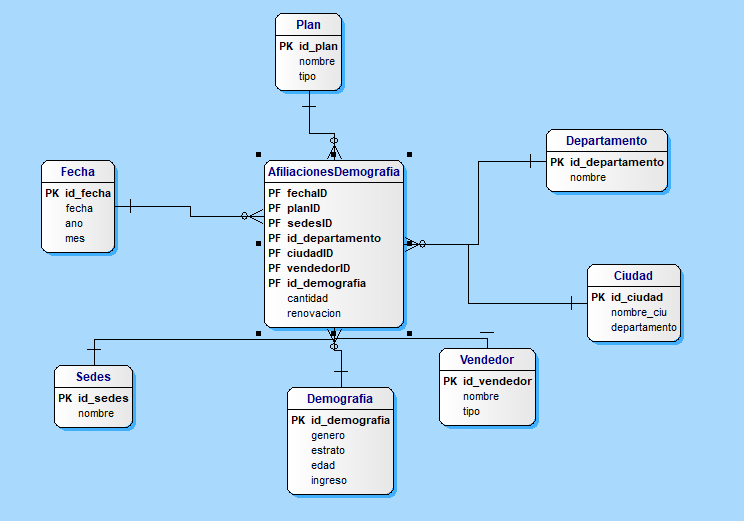 Plan
PK id_plan
nombre
tipo
Fecha
PK id_fecha
fecha
ano
mes
AfiliacionesDemografia
PF fechaID
PF planID
PF sedesID
PF id_departamento
PF ciudadID
PF vendedorID
PF id_demografia
cantidad
renovacion
Departamento
PK id_departamento
nombre
Ciudad
PK id_ciudad
nombre_ciu
departamento
Sedes
PK id_sedes
nombre
Demografia
PK id_demografia
genero
estrato
edad
ingreso
Vendedor
PK id_vendedor
nombre
tipo